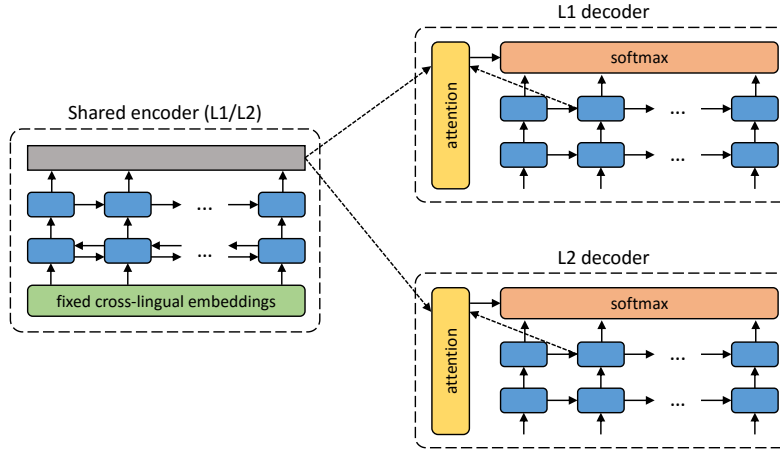 Shared encoder (L1/L2)
...
...
fixed cross-lingual embeddings
L1 decoder
attention
softmax
...
...
L2 decoder
attention
softmax
...
...